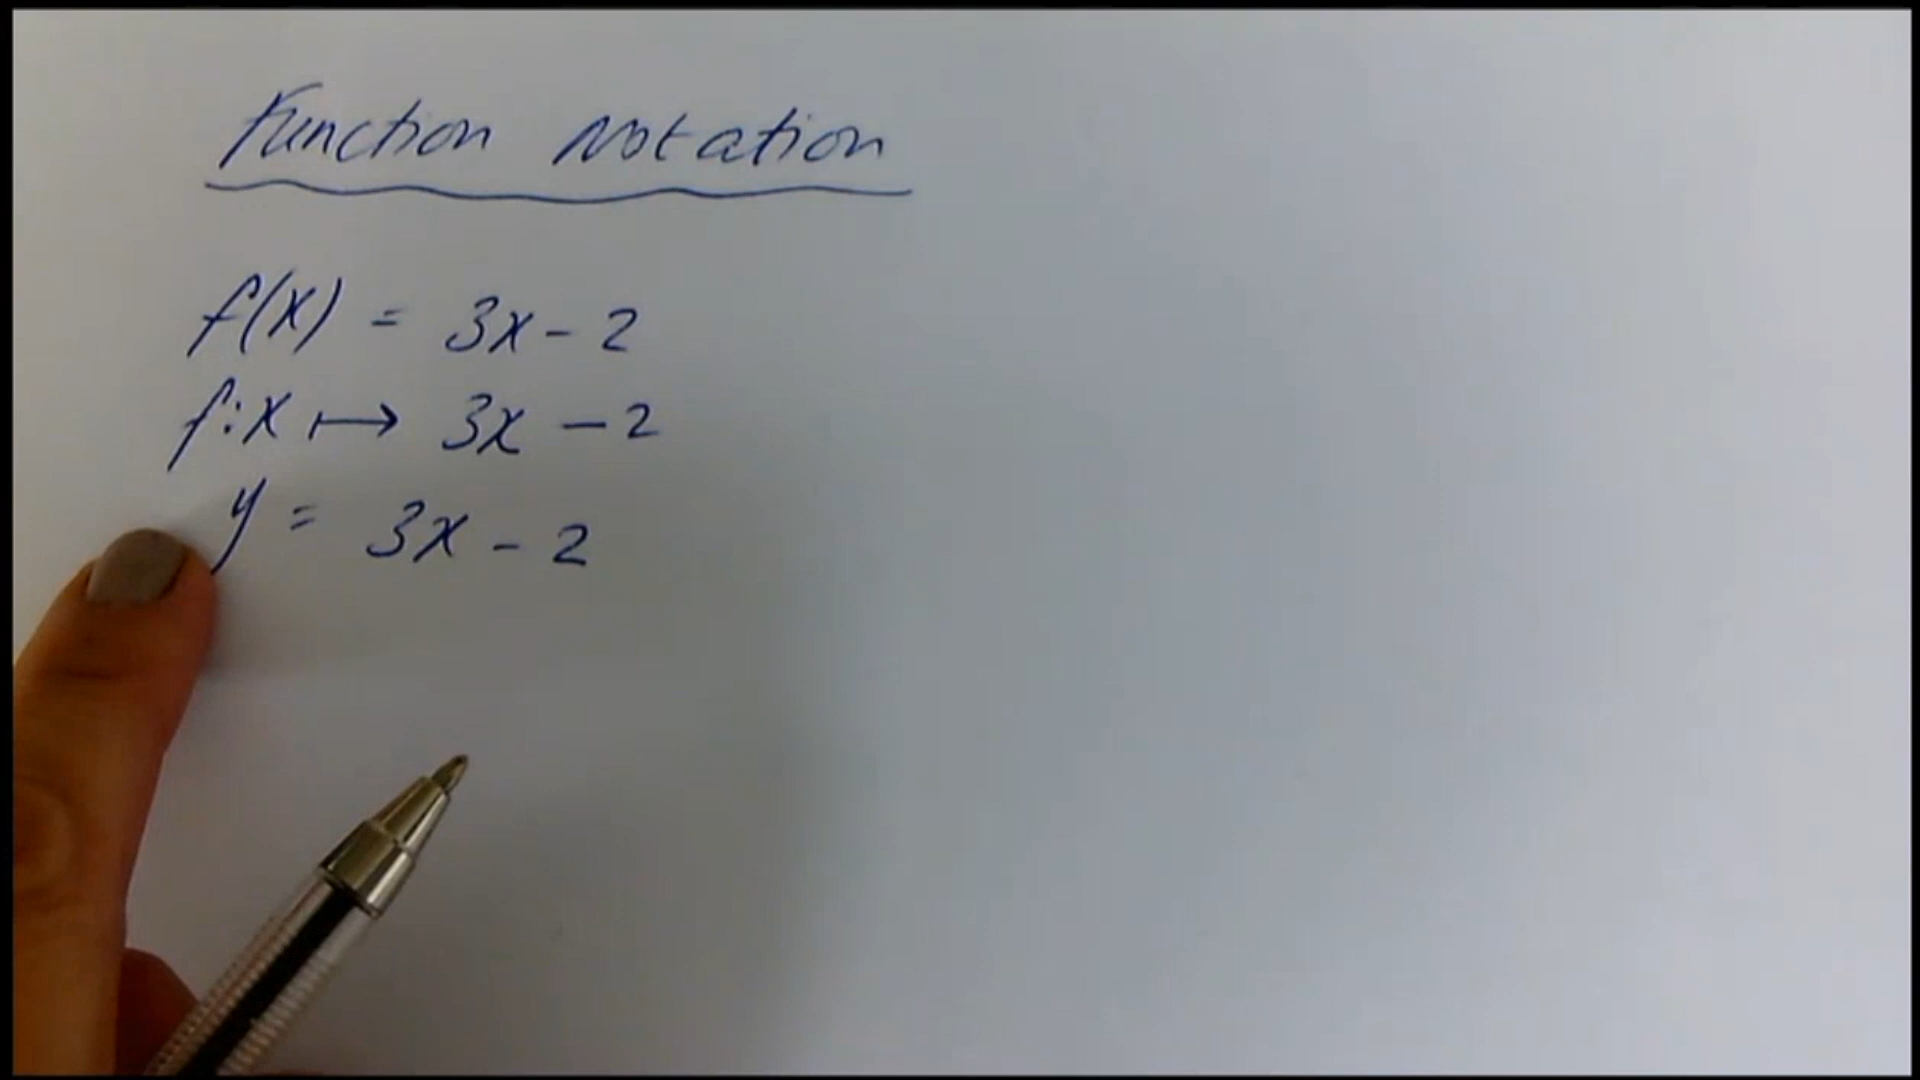 Function Notation
f(x) = 3x - 2
f:x ↦ 3x - 2
y = 3x - 2